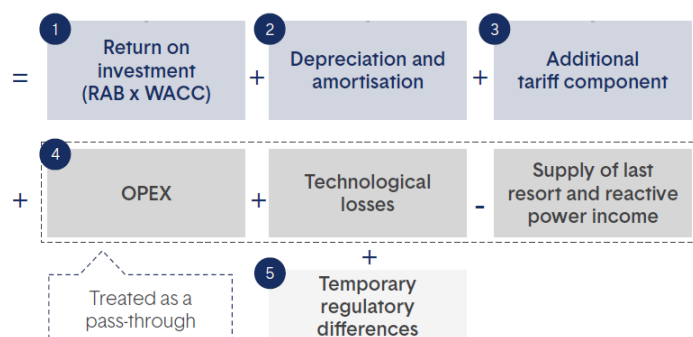 1
Return on
investment
(RAB x WACC)
=
+
2
Depreciation and
amortisation
+
3
Additional
tariff component
+
4
OPEX
+
Technological
losses
-
Supply of last
resort and reactive
power income
Treated as a
pass-through
+
5
Temporary
regulatory
differences